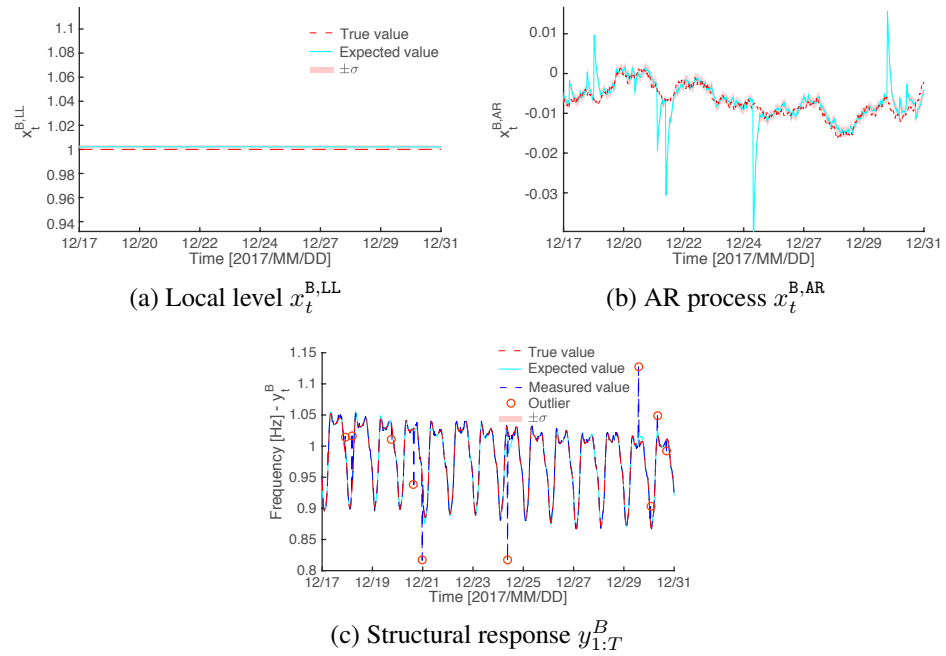 1.1
1.08
1.06
1.04
1.02
1
0.98
0.96
0.94
x_t^{B,LL}
True value
Expected value
±σ
12/17 12/20 12/22 12/24 12/27 12/29 12/31
Time [2017/MM/DD]
(a) Local level x_t^{B,LL}
0.01
0
-0.01
-0.02
-0.03
x_t^{B,AR}
12/17 12/20 12/22 12/24 12/27 12/29 12/31
Time [2017/MM/DD]
(b) AR process x_t^{B,AR}
1.15
1.1
1.05
1
0.95
0.9
0.85
0.8
Frequency [Hz] - y_t^B
True value
Expected value
Measured value
Outlier
±σ
12/17 12/19 12/21 12/23 12/25 12/27 12/29 12/31
Time [2017/MM/DD]
(c) Structural response y_{1:T}^B